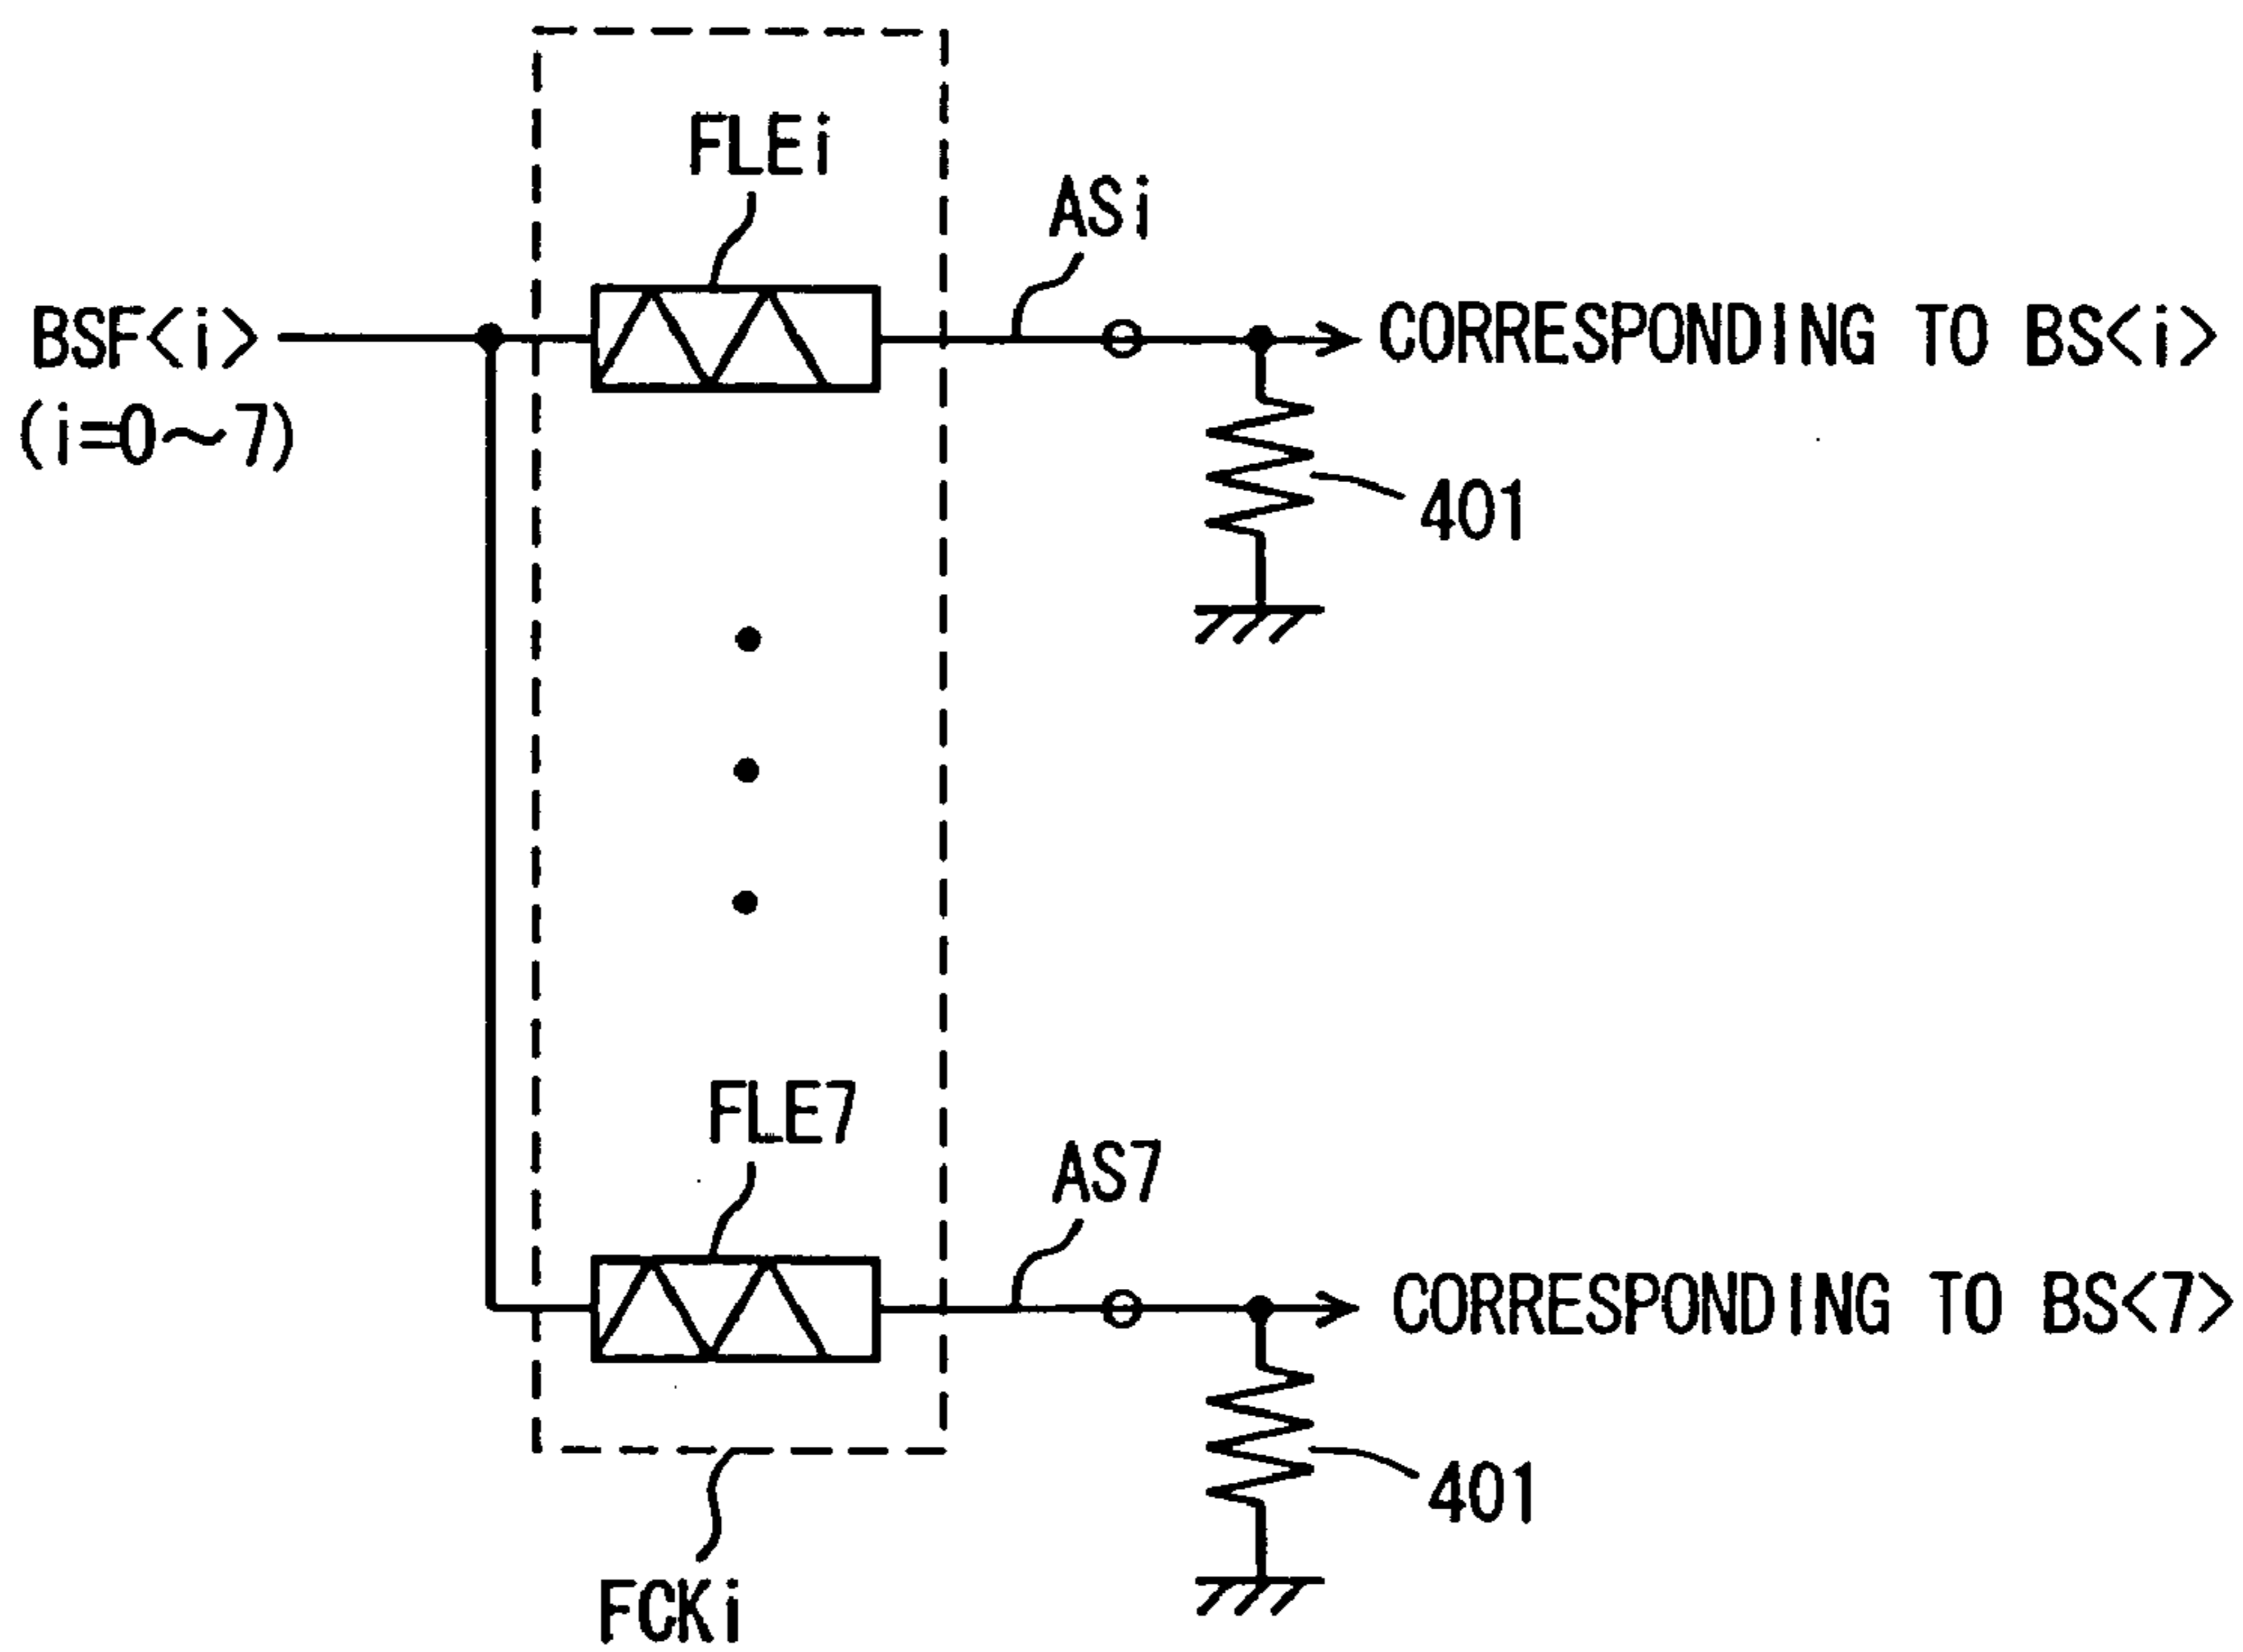 FLEi
ASi
BSF<i>
(i=0～7)
CORRESPONDING TO BS<i>
401
FLE7
AS7
CORRESPONDING TO BS<7>
401
FCKi